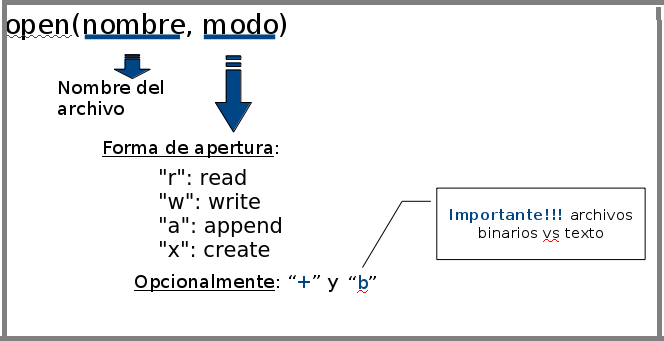 open(nombre, modo)
Nombre del
archivo
Forma de apertura:
"r": read
"w": write
"a": append
"x": create
Importante!!! archivos
binarios vs texto
Opcionalmente: “+” y “b”